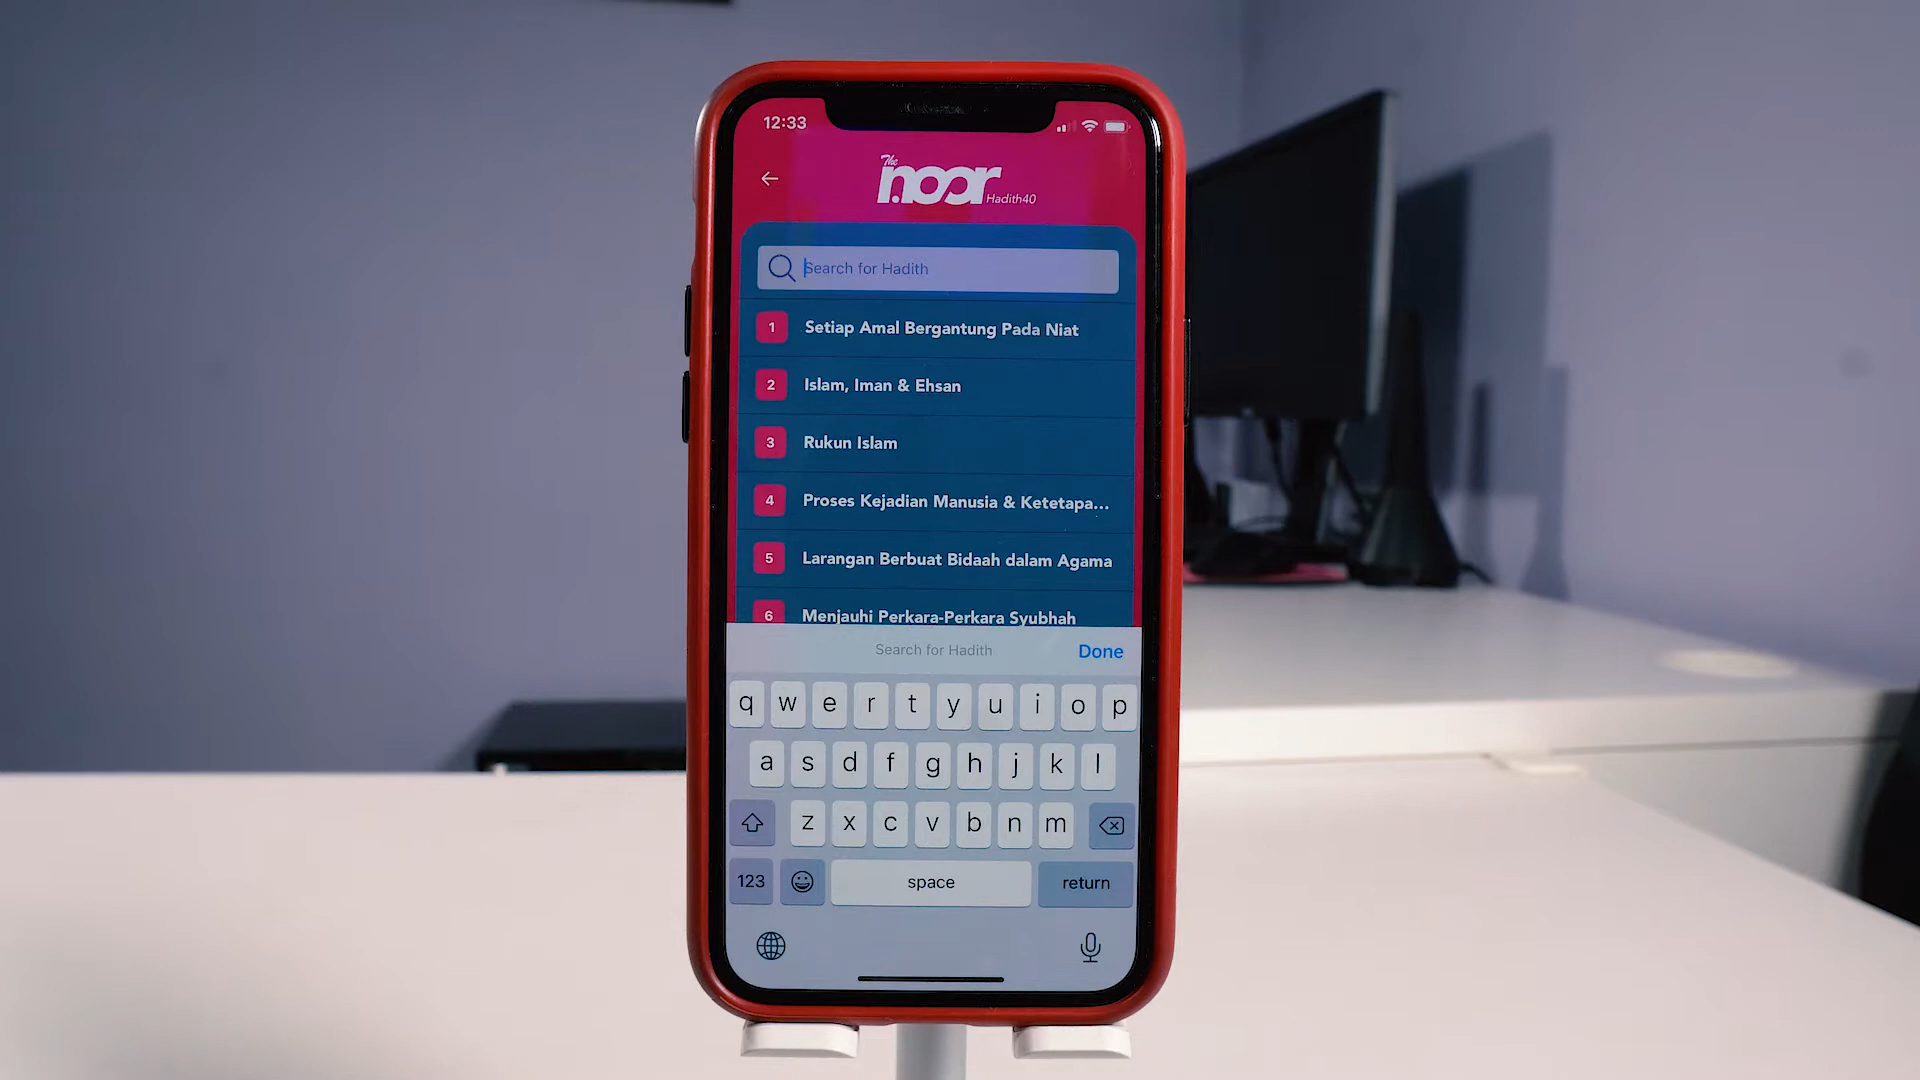 12:33
The
noor
Hadith40
Search for Hadith
1 Setiap Amal Bergantung Pada Niat
2 Islam, Iman & Ehsan
3 Rukun Islam
4 Proses Kejadian Manusia & Ketetapa...
5 Larangan Berbuat Bidaah dalam Agama
6 Menjauhi Perkara-Perkara Syubhah
Search for Hadith Done
q w e r t y u i o p
a s d f g h j k l
z x c v b n m
123 space return